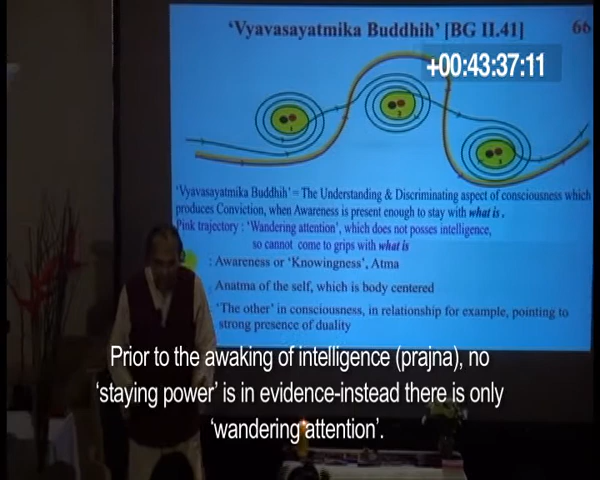 'Vyavasayatmika Buddhih' [BG II.41]
66
+00:43:37:11
1
2
3
'Vyavasayatmika Buddhih' = The Understanding & Discriminating aspect of consciousness which
produces Conviction, when Awareness is present enough to stay with what is.
Pink trajectory : 'Wandering attention', which does not posses intelligence,
so cannot come to grips with what is
: Awareness or 'Knowingness', Atma
Anatma of the self, which is body centered
'The other' in consciousness, in relationship for example, pointing to
strong presence of duality
Prior to the awaking of intelligence (prajna), no
'staying power' is in evidence-instead there is only
'wandering attention'.